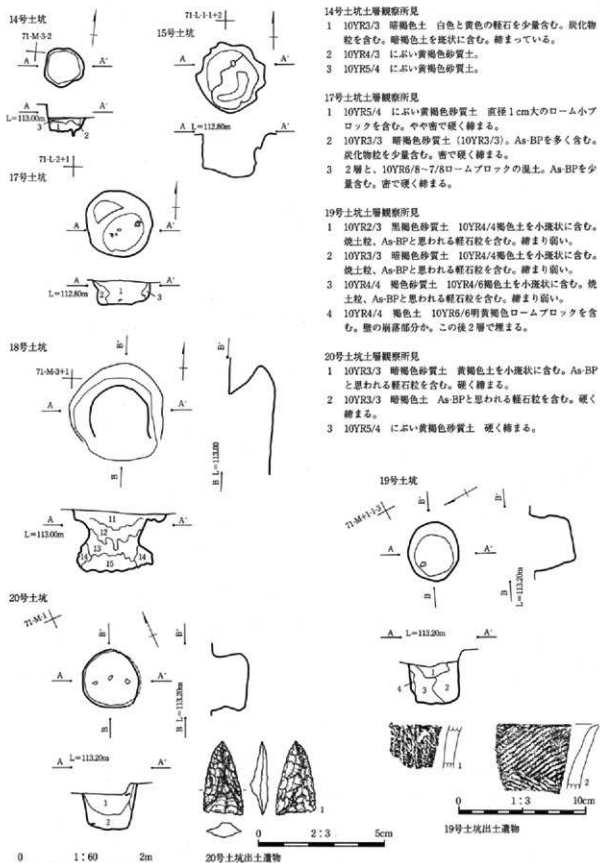 14号土坑
71-M-3-2
A
A'
L=113.00m
3
2
15号土坑
71-L-1-1+2
A
A'
L=112.80m
17号土坑
71-L-2+1
A
A'
L=112.80m
2
1
3
18号土坑
71-M-3+1
B'
B'
A
A'
B
B L=113.00
A
A'
L=113.00m
11
12
13
14
14
15
20号土坑
71-M-1
B'
B'
A
A'
B
B L=113.20m
A L=113.20m
A'
1
2
1
0 1:60 2m
0 2:3 5cm
20号土坑出土遺物
14号土坑土層観察所見
1 10YR3/3 暗褐色土 白色と黄色の軽石を少量含む。炭化物
粒を含む。暗褐色土を斑状に含む。締まっている。
2 10YR4/3 にぶい黄褐色砂質土。
3 10YR5/4 にぶい黄褐色砂質土。
17号土坑土層観察所見
1 10YR5/4 にぶい黄褐色砂質土 直径1cm大のローム小ブ
ロックを含む。やや密で硬く締まる。
2 10YR3/3 暗褐色砂質土(10YR3/3)。As-BPを多く含む。
炭化物粒を少量含む。密で硬く締まる。
3 2層と、10YR6/8~7/8ロームブロックの混土。As-BPを少
量含む。密で硬く締まる。
19号土坑土層観察所見
1 10YR2/3 黒褐色砂質土 10YR4/4褐色土を小斑状に含む。
焼土粒、As-BPと思われる軽石粒を含む。締まり弱い。
2 10YR3/3 暗褐色砂質土 10YR4/4褐色土を小斑状に含む。
焼土粒、As-BPと思われる軽石粒を含む。締まり弱い。
3 10YR4/4 褐色砂質土 10YR4/6褐色土を小斑状に含む。焼
土粒、As-BPと思われる軽石粒を含む。締まり弱い。
4 10YR4/4 褐色土 10YR6/6明黄褐色ロームブロックを含
む。壁の崩落部分か。この後2層で埋まる。
20号土坑土層観察所見
1 10YR3/3 暗褐色砂質土 黄褐色土を小斑状に含む。As-BP
と思われる軽石粒を含む。硬く締まる。
2 10YR3/3 暗褐色土 As-BPと思われる軽石粒を含む。硬く
締まる。
3 10YR5/4 にぶい黄褐色砂質土 硬く締まる。
19号土坑
71-M+1-1-3
B'
B'
A
A'
B
B L=113.20m
A L=113.20m
A'
1
4
3
2
1
2
0 1:3 10cm
19号土坑出土遺物